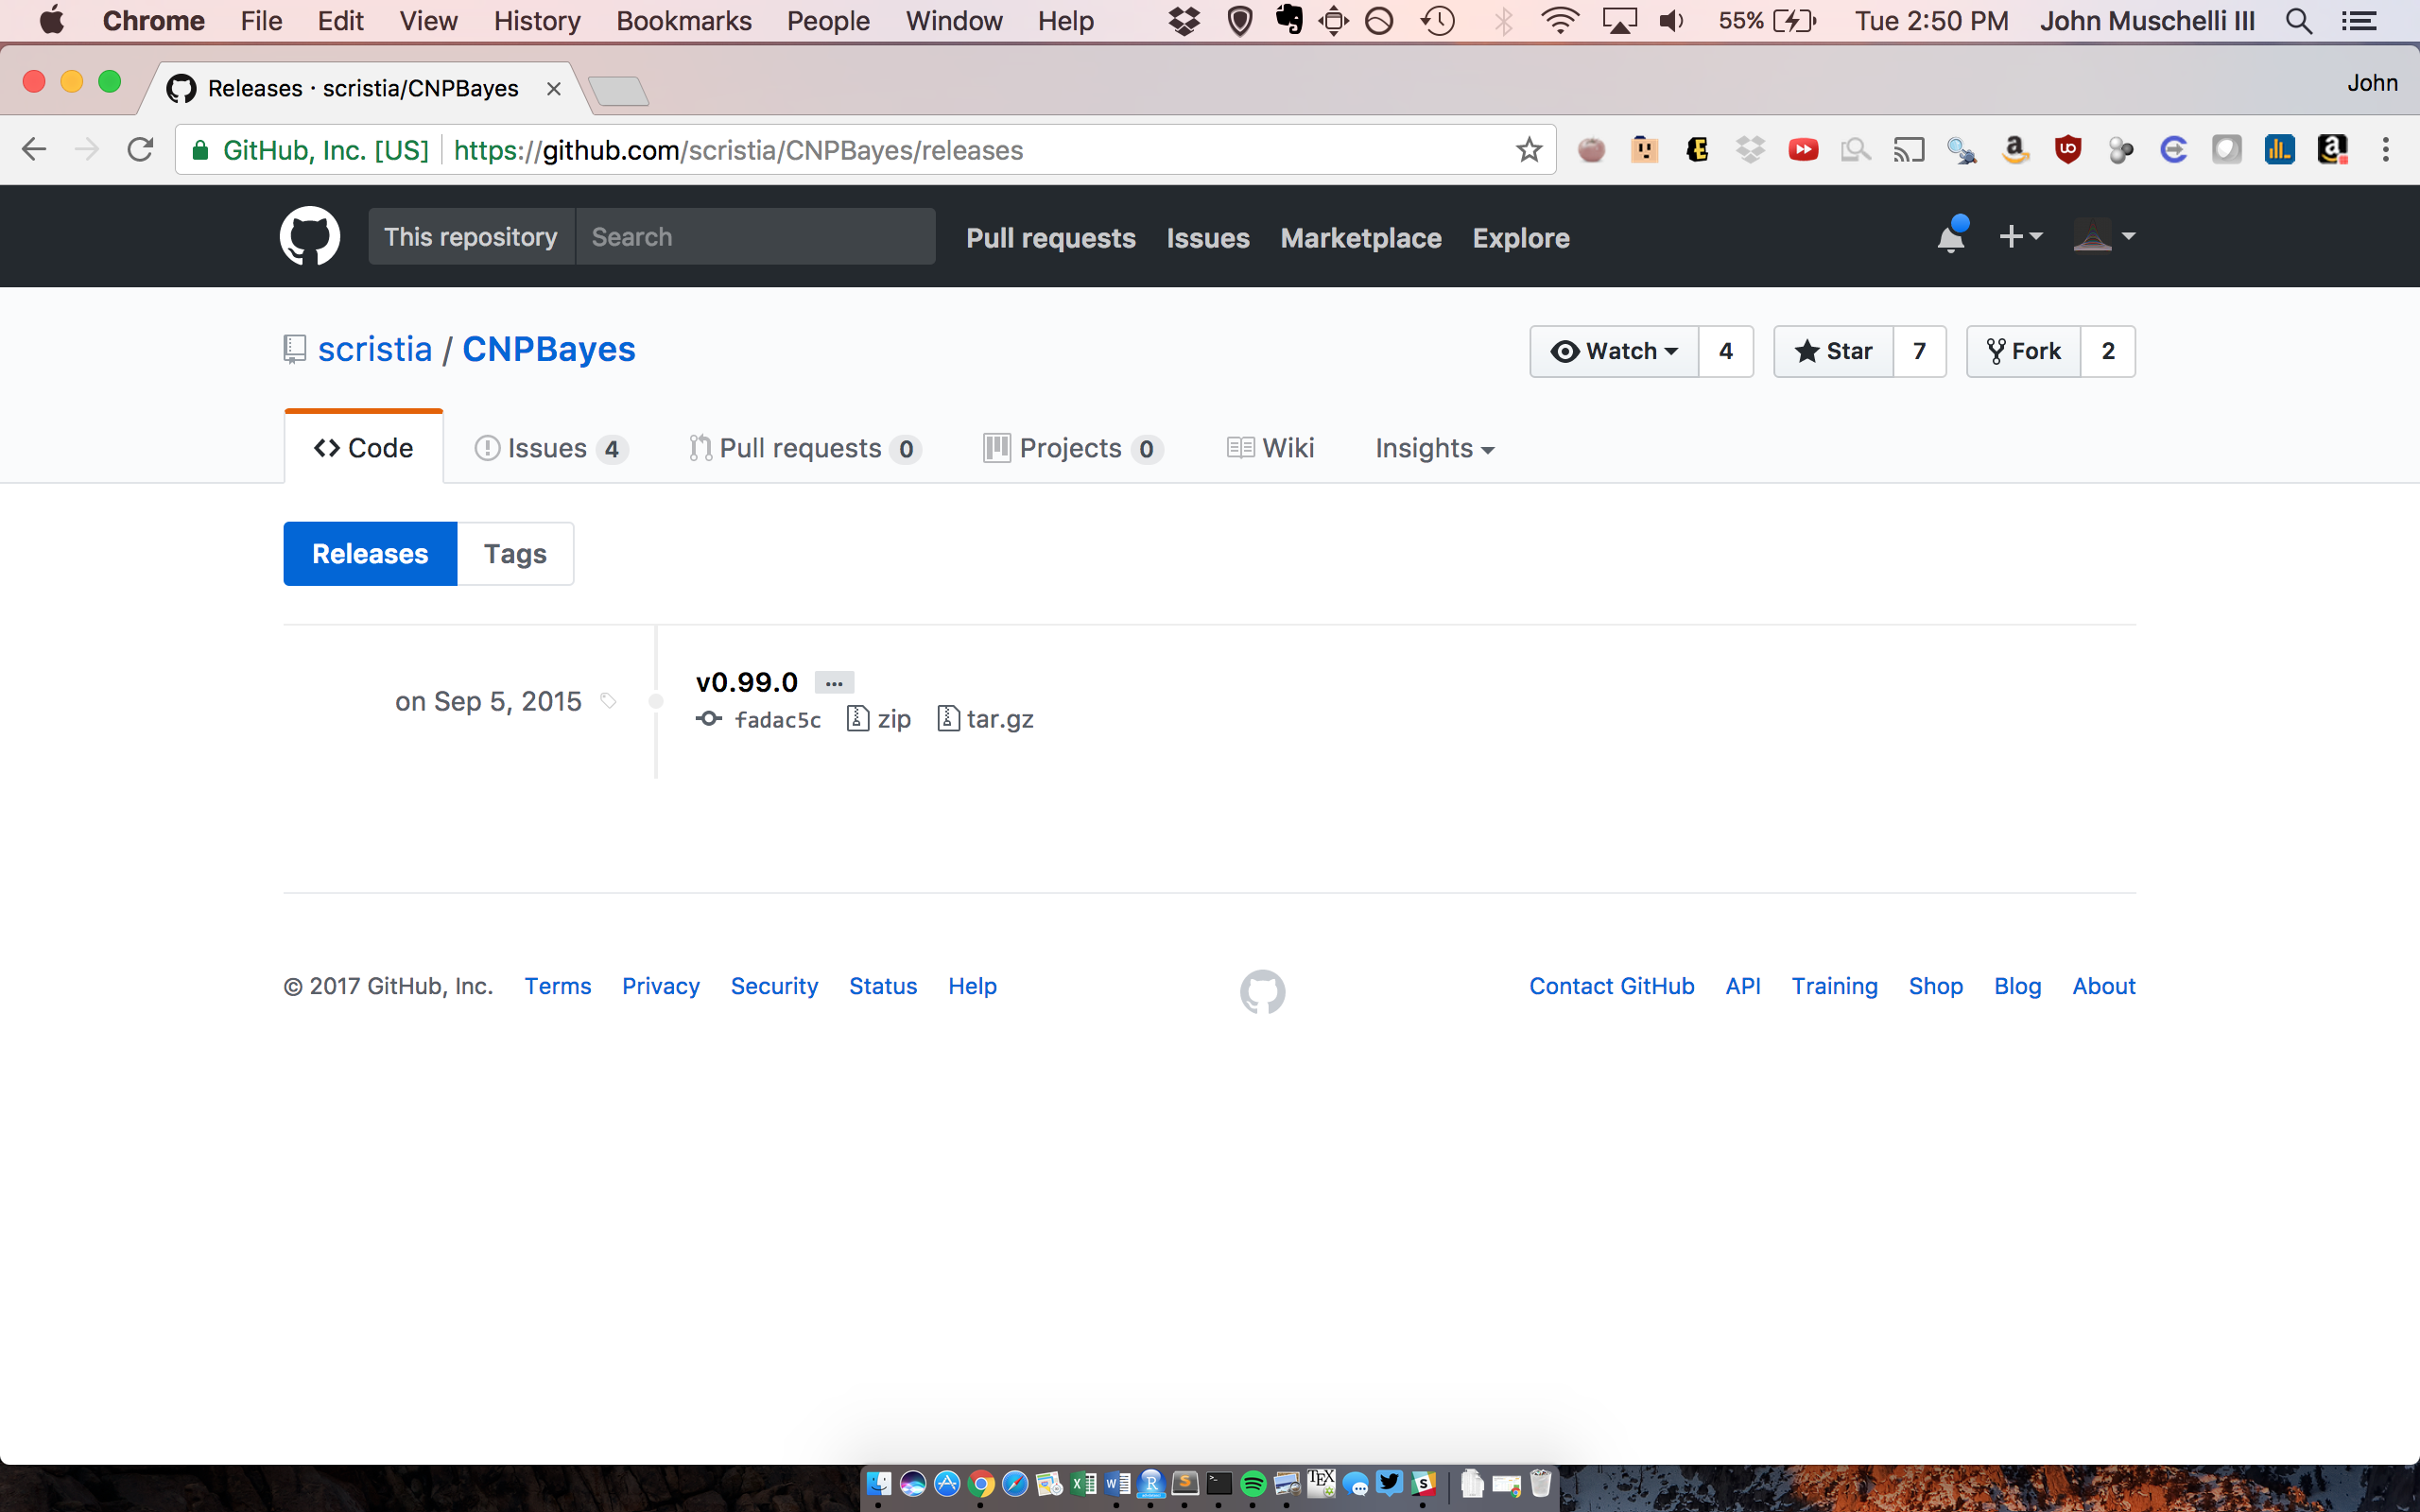 Chrome File Edit View History Bookmarks People Window Help 55% Tue 2:50 PM John Muschelli III
Releases · scristia/CNPBayes John
GitHub, Inc. [US] https://github.com/scristia/CNPBayes/releases
This repository Search Pull requests Issues Marketplace Explore
scristia / CNPBayes Watch 4 Star 7 Fork 2
Code Issues 4 Pull requests 0 Projects 0 Wiki Insights
Releases Tags
v0.99.0 ...
on Sep 5, 2015
fadac5c zip tar.gz
© 2017 GitHub, Inc. Terms Privacy Security Status Help Contact GitHub API Training Shop Blog About